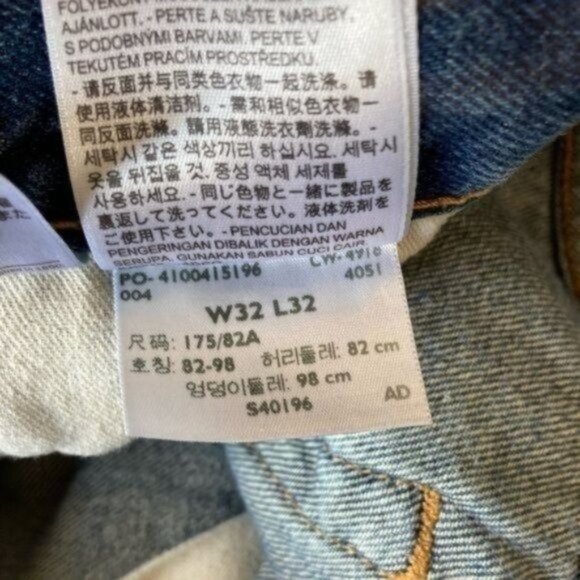 FOLYÉKONY
AJÁNLOTT. - PERTE A SUŠTE NARUBY,
S PODOBNÝMI BARVAMI. PERTE V
TEKUTÉM PRACÍM PROSTŘEDKU.
- 请反面并与同类色衣物一起洗涤。请
使用液体清洁剂。- 需和相似色衣物一
同反面洗滌。請用液態洗衣劑洗滌。-
세탁시 같은 색상끼리 하십시요. 세탁시
옷을 뒤집을 것. 중성 액체 세제를
사용하세요. - 同じ色物と一緒に製品を
裏返して洗ってください。液体洗剤を
ご使用下さい。- PENCUCIAN DAN
PENGERINGAN DIBALIK DENGAN WARNA
SERUPA. GUNAKAN SABUN CUCI CAIR
PO- 4100415196
004 4051
W32 L32
尺码: 175/82A
호칭: 82-98 허리둘레: 82 cm
엉덩이둘레: 98 cm
S40196 AD